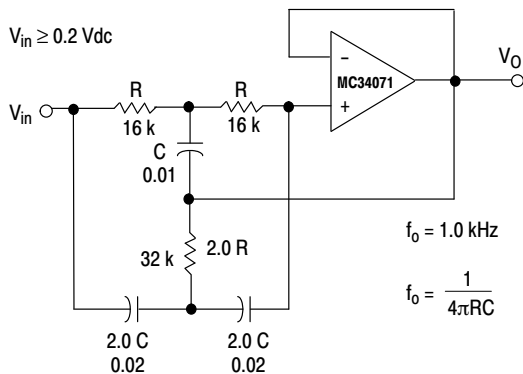 V_in ≥ 0.2 Vdc
−
MC34071
+
V_O
V_in
R
16 k
R
16 k
C
0.01
32 k
2.0 R
2.0 C
0.02
2.0 C
0.02
f_o = 1.0 kHz
f_o = 1 / 4πRC